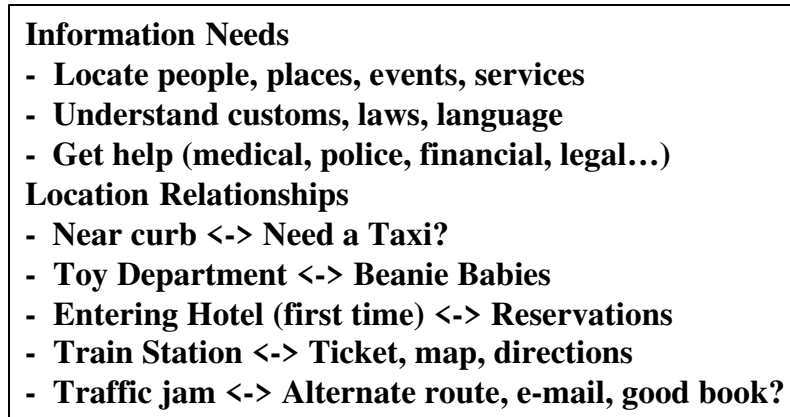 Information Needs
- Locate people, places, events, services
- Understand customs, laws, language
- Get help (medical, police, financial, legal…)
Location Relationships
- Near curb <-> Need a Taxi?
- Toy Department <-> Beanie Babies
- Entering Hotel (first time) <-> Reservations
- Train Station <-> Ticket, map, directions
- Traffic jam <-> Alternate route, e-mail, good book?